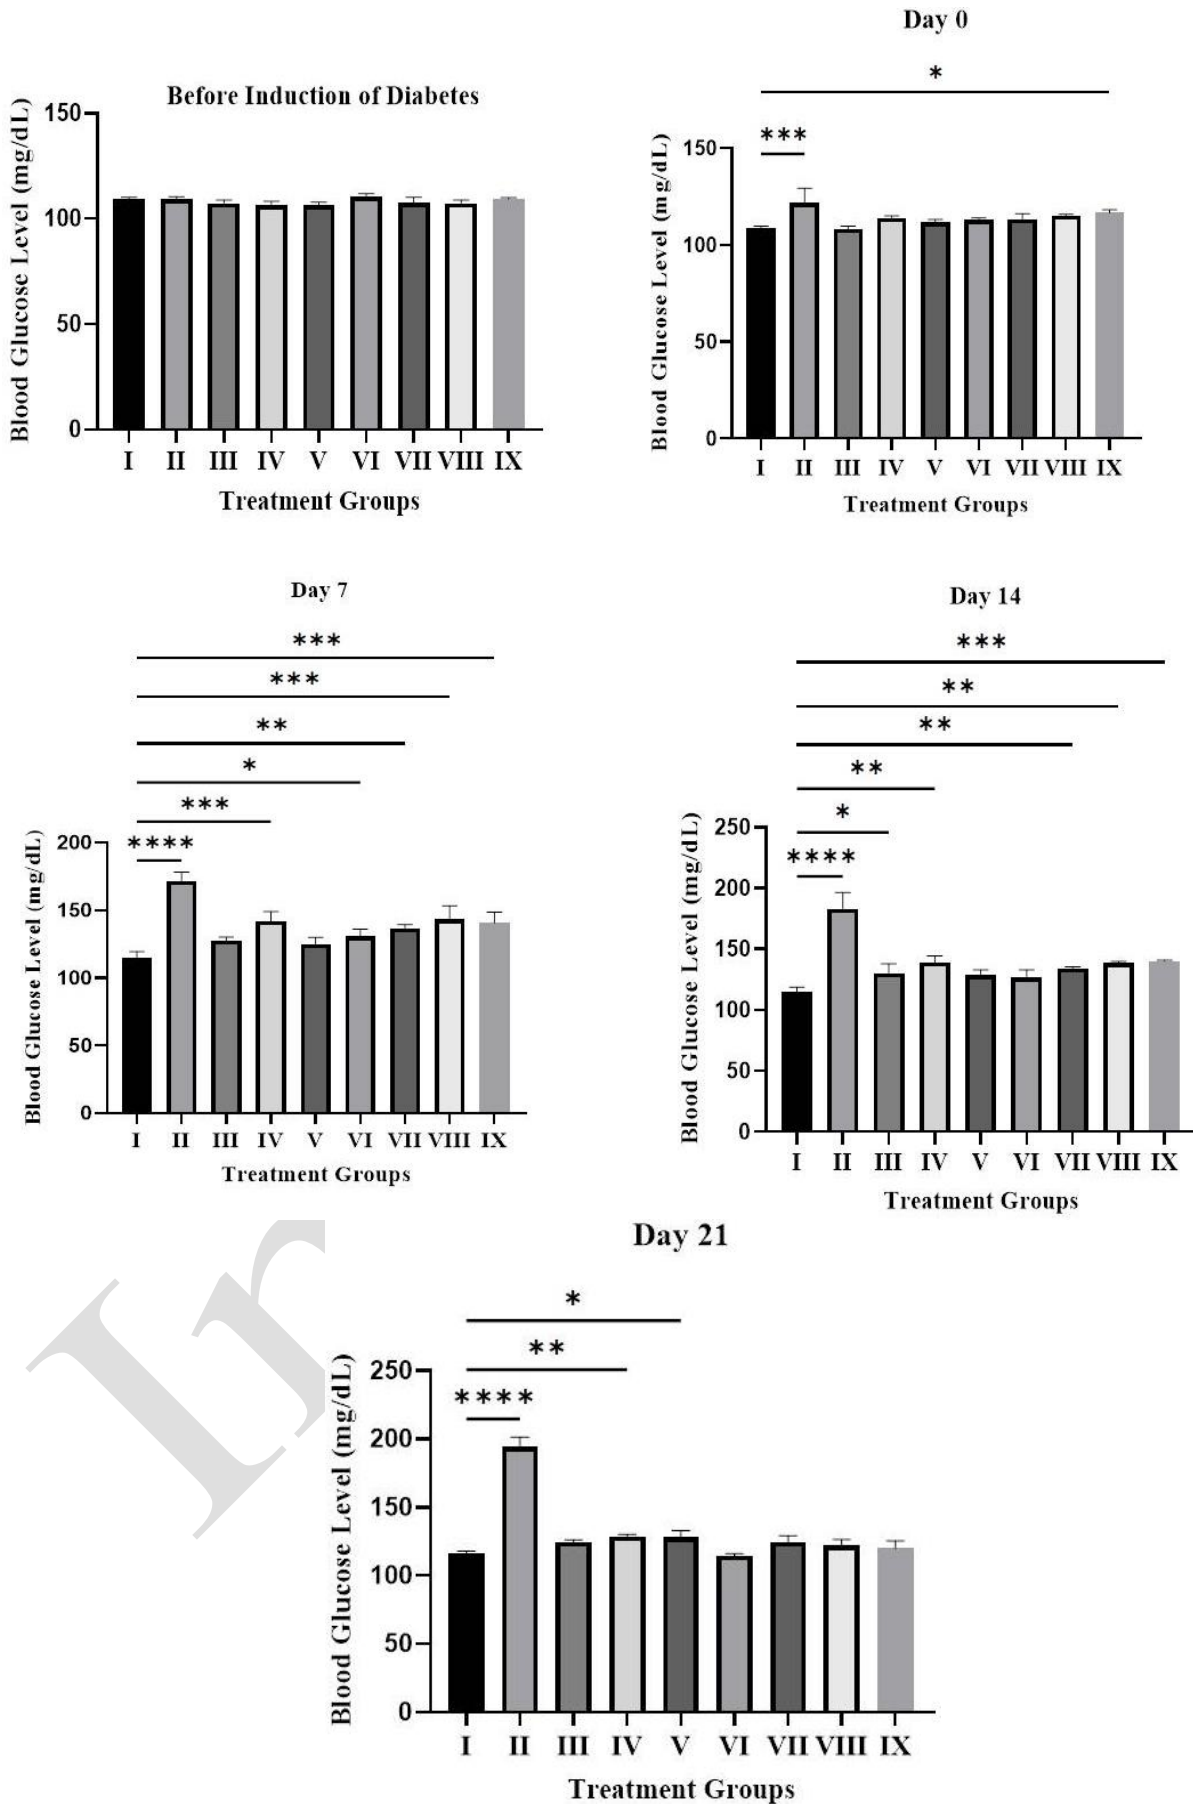 Before Induction of Diabetes
Blood Glucose Level (mg/dL)
150
100
50
0
I II III IV V VI VII VIII IX
Treatment Groups
Day 0
*
***
Blood Glucose Level (mg/dL)
150
100
50
0
I II III IV V VI VII VIII IX
Treatment Groups
Day 7
***
***
**
*
***
****
Blood Glucose Level (mg/dL)
200
150
100
50
0
I II III IV V VI VII VIII IX
Treatment Groups
Day 14
***
**
**
**
*
****
Blood Glucose Level (mg/dL)
250
200
150
100
50
0
I II III IV V VI VII VIII IX
Treatment Groups
Day 21
*
**
****
Blood Glucose Level (mg/dL)
250
200
150
100
50
0
I II III IV V VI VII VIII IX
Treatment Groups